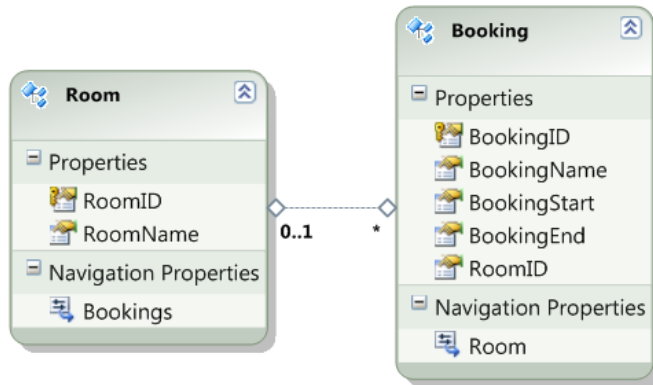 Room
Properties
RoomID
RoomName
Navigation Properties
Bookings
0..1 *
Booking
Properties
BookingID
BookingName
BookingStart
BookingEnd
RoomID
Navigation Properties
Room